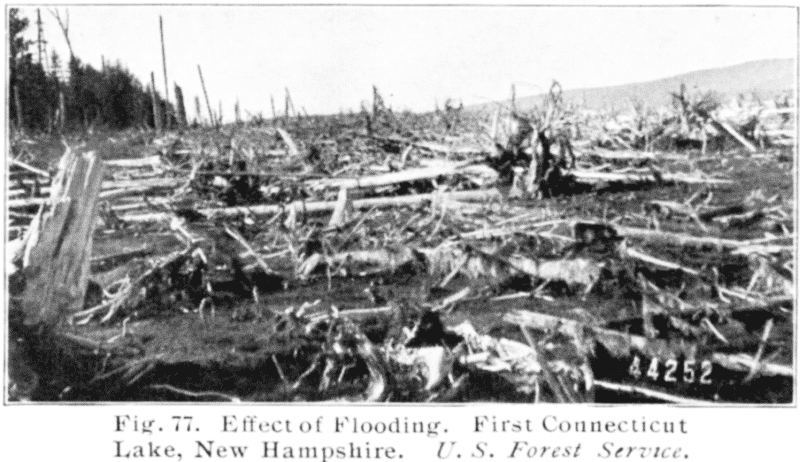 44252
Fig. 77. Effect of Flooding. First Connecticut
Lake, New Hampshire. U. S. Forest Service.